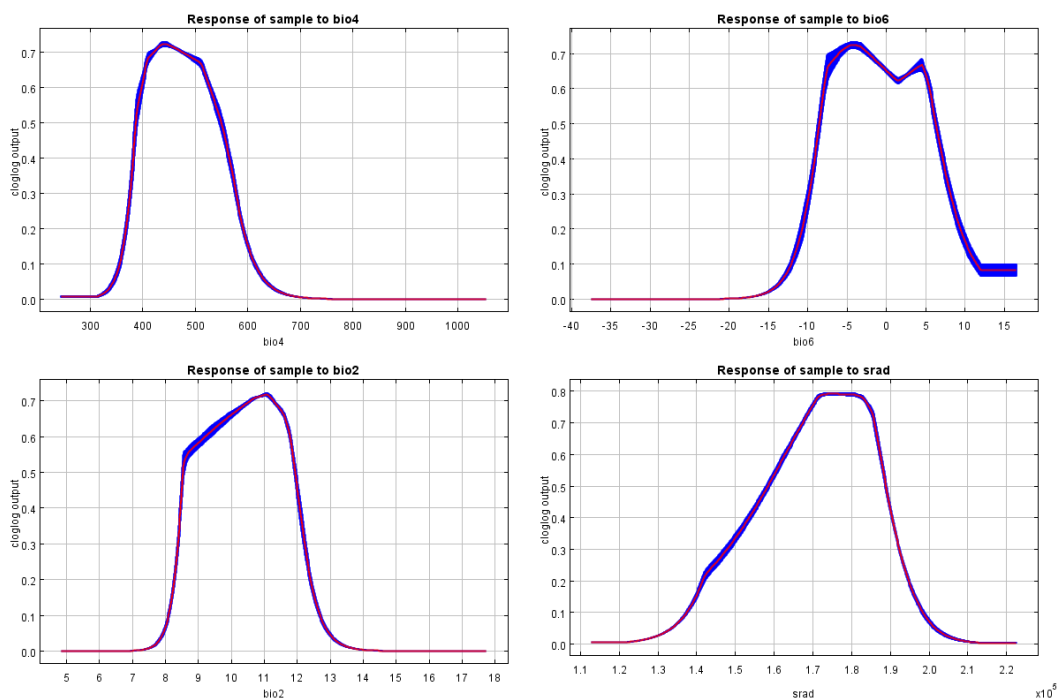 Response of sample to bio4
cloglog output
0.7
0.6
0.5
0.4
0.3
0.2
0.1
0.0
300 400 500 600 700 800 900 1000
bio4
Response of sample to bio6
cloglog output
0.7
0.6
0.5
0.4
0.3
0.2
0.1
0.0
-40 -35 -30 -25 -20 -15 -10 -5 0 5 10 15
bio6
Response of sample to bio2
cloglog output
0.7
0.6
0.5
0.4
0.3
0.2
0.1
0.0
5 6 7 8 9 10 11 12 13 14 15 16 17 18
bio2
Response of sample to srad
cloglog output
0.8
0.7
0.6
0.5
0.4
0.3
0.2
0.1
0.0
1.1 1.2 1.3 1.4 1.5 1.6 1.7 1.8 1.9 2.0 2.1 2.2
x10⁵
srad